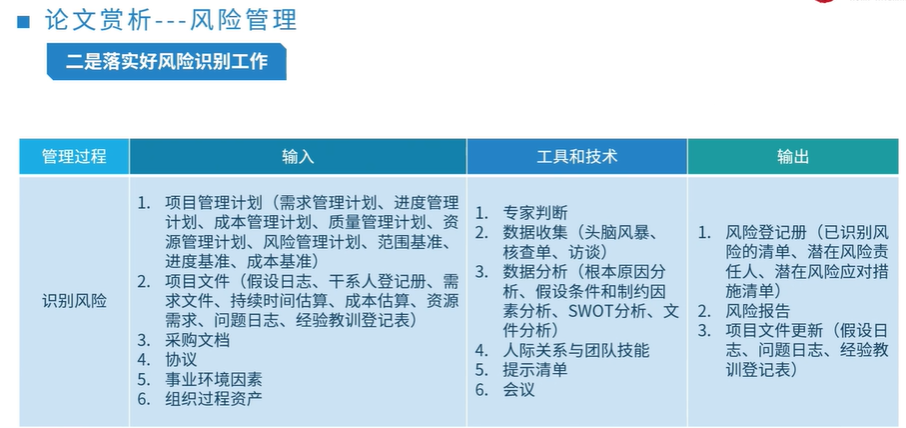 论文赏析---风险管理
二是落实好风险识别工作
管理过程
输入
工具和技术
输出
识别风险
1. 项目管理计划（需求管理计划、进度管理
计划、成本管理计划、质量管理计划、资
源管理计划、风险管理计划、范围基准、
进度基准、成本基准）
2. 项目文件（假设日志、干系人登记册、需
求文件、持续时间估算、成本估算、资源
需求、问题日志、经验教训登记表）
3. 采购文档
4. 协议
5. 事业环境因素
6. 组织过程资产
1. 专家判断
2. 数据收集（头脑风暴、
核查单、访谈）
3. 数据分析（根本原因分
析、假设条件和制约因
素分析、SWOT分析、文
件分析）
4. 人际关系与团队技能
5. 提示清单
6. 会议
1. 风险登记册（已识别风
险的清单、潜在风险责
任人、潜在风险应对措
施清单）
2. 风险报告
3. 项目文件更新（假设日
志、问题日志、经验教
训登记表）